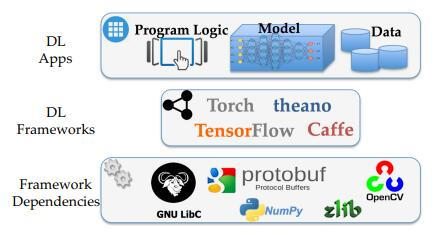 DL
Apps
Program Logic
Model
Data
DL
Frameworks
Torch theano
TensorFlow Caffe
Framework
Dependencies
GNU LibC
protobuf
Protocol Buffers
NumPy
zlib
OpenCV